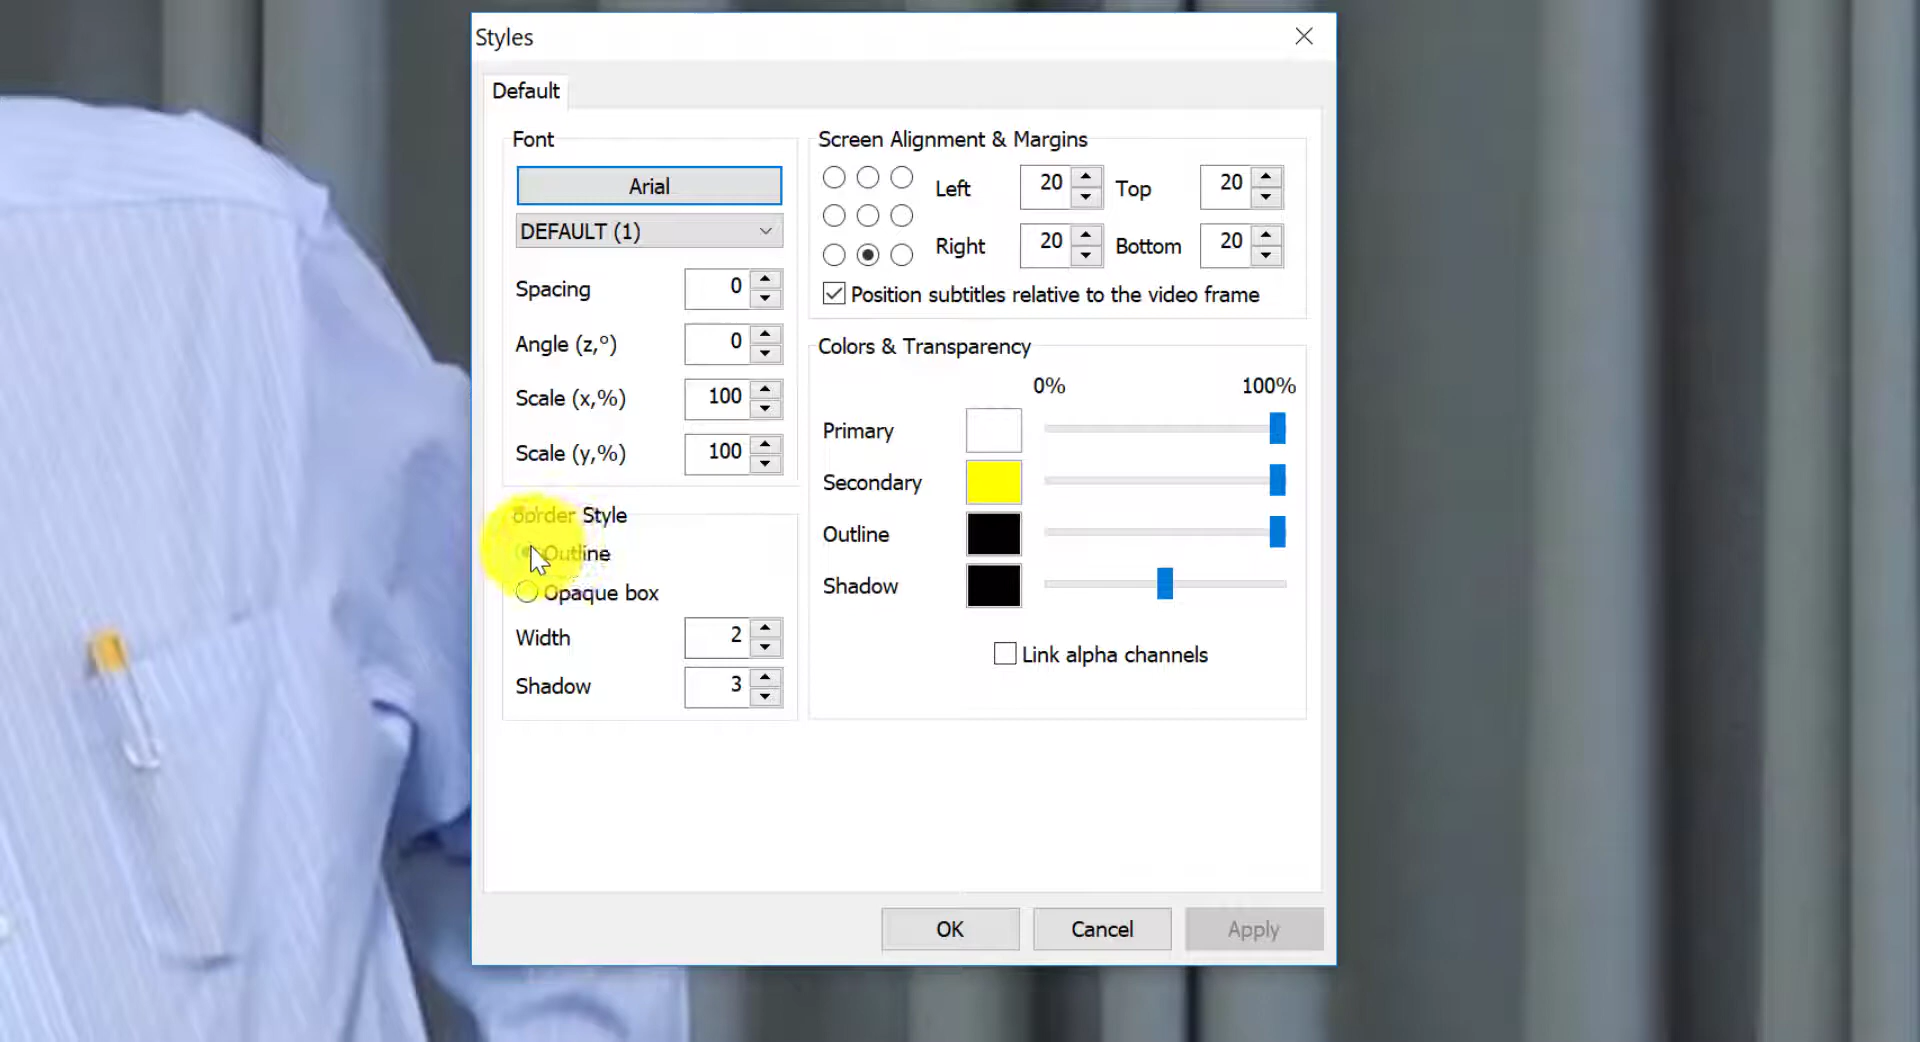 Styles
Default
Font
Arial
DEFAULT (1)
Spacing 0
Angle (z,°) 0
Scale (x,%) 100
Scale (y,%) 100
Border Style
Outline
Opaque box
Width 2
Shadow 3
Screen Alignment & Margins
Left 20 Top 20
Right 20 Bottom 20
Position subtitles relative to the video frame
Colors & Transparency
0% 100%
Primary
Secondary
Outline
Shadow
Link alpha channels
OK Cancel Apply